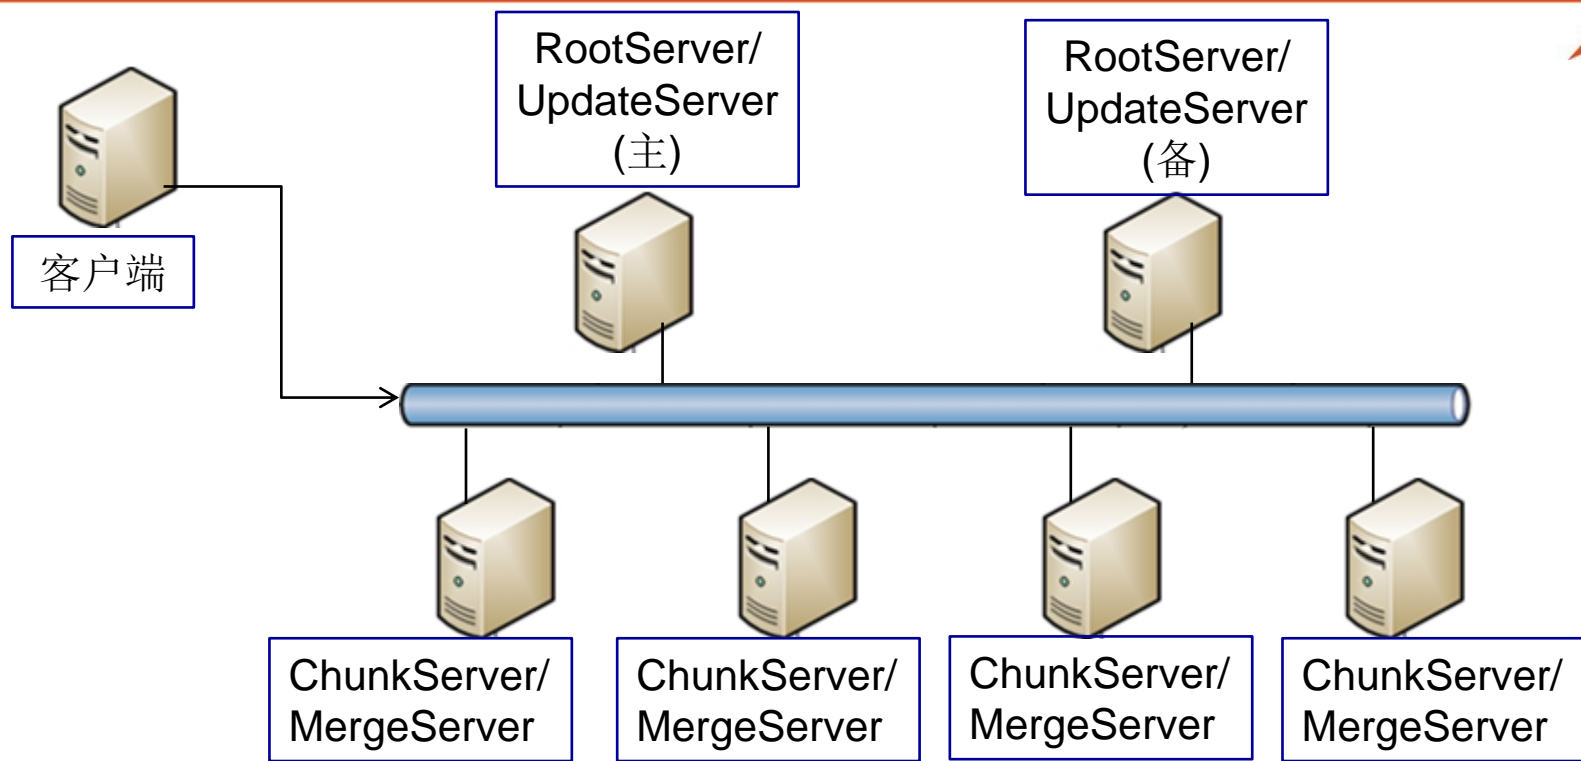 RootServer/
UpdateServer
(主)
RootServer/
UpdateServer
(备)
客户端
ChunkServer/
MergeServer
ChunkServer/
MergeServer
ChunkServer/
MergeServer
ChunkServer/
MergeServer